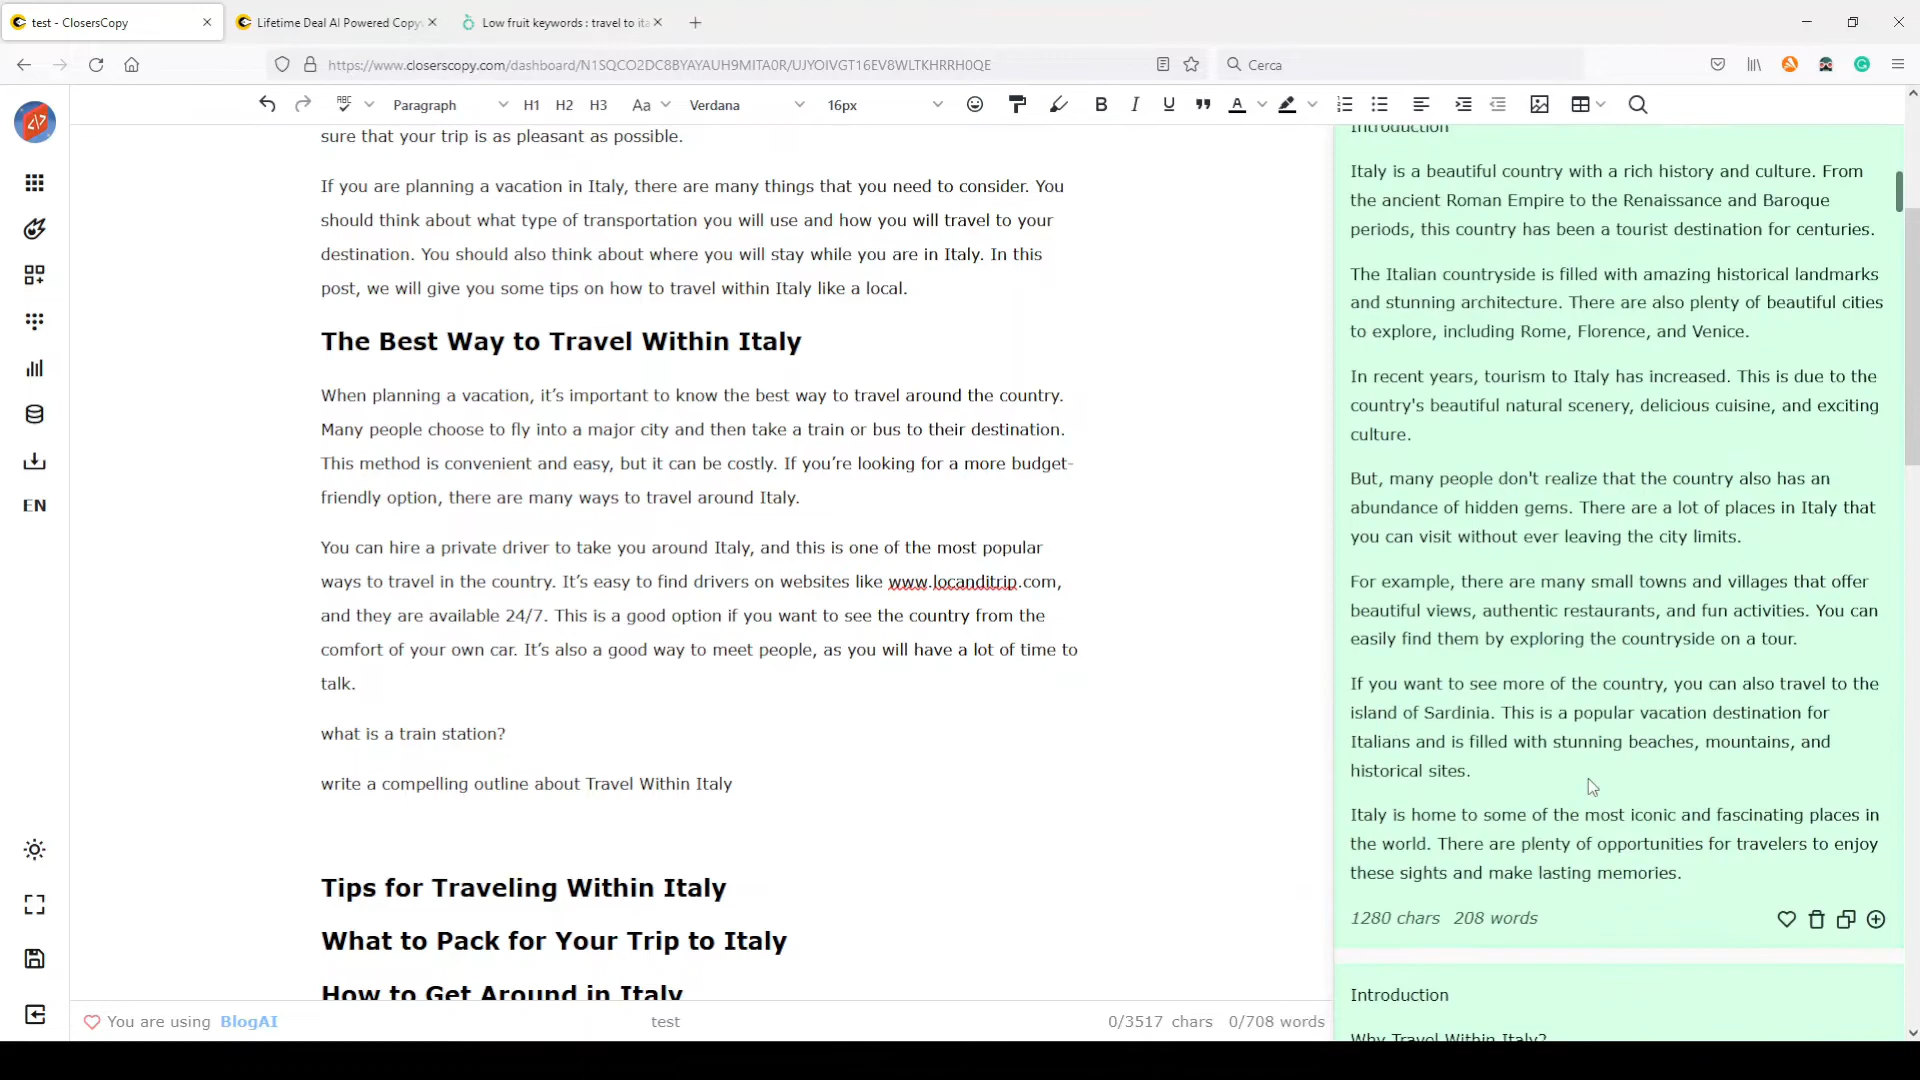 test - ClosersCopy
Lifetime Deal AI Powered Copy
Low fruit keywords : travel to ita
https://www.closerscopy.com/dashboard/N1SQCO2DC8BYAYAUH9MITA0R/UJYOIVGT16EV8WLTKHRRH0QE
Cerca
ABC
Paragraph
H1
H2
H3
Aa
Verdana
16px
B
I
U
A
EN
sure that your trip is as pleasant as possible.
If you are planning a vacation in Italy, there are many things that you need to consider. You
should think about what type of transportation you will use and how you will travel to your
destination. You should also think about where you will stay while you are in Italy. In this
post, we will give you some tips on how to travel within Italy like a local.
The Best Way to Travel Within Italy
When planning a vacation, it’s important to know the best way to travel around the country.
Many people choose to fly into a major city and then take a train or bus to their destination.
This method is convenient and easy, but it can be costly. If you’re looking for a more budget-
friendly option, there are many ways to travel around Italy.
You can hire a private driver to take you around Italy, and this is one of the most popular
ways to travel in the country. It’s easy to find drivers on websites like www.locanditrip.com,
and they are available 24/7. This is a good option if you want to see the country from the
comfort of your own car. It’s also a good way to meet people, as you will have a lot of time to
talk.
what is a train station?
write a compelling outline about Travel Within Italy
Tips for Traveling Within Italy
What to Pack for Your Trip to Italy
How to Get Around in Italy
You are using BlogAI
test
0/3517 chars
0/708 words
Introduction
Italy is a beautiful country with a rich history and culture. From
the ancient Roman Empire to the Renaissance and Baroque
periods, this country has been a tourist destination for centuries.
The Italian countryside is filled with amazing historical landmarks
and stunning architecture. There are also plenty of beautiful cities
to explore, including Rome, Florence, and Venice.
In recent years, tourism to Italy has increased. This is due to the
country's beautiful natural scenery, delicious cuisine, and exciting
culture.
But, many people don't realize that the country also has an
abundance of hidden gems. There are a lot of places in Italy that
you can visit without ever leaving the city limits.
For example, there are many small towns and villages that offer
beautiful views, authentic restaurants, and fun activities. You can
easily find them by exploring the countryside on a tour.
If you want to see more of the country, you can also travel to the
island of Sardinia. This is a popular vacation destination for
Italians and is filled with stunning beaches, mountains, and
historical sites.
Italy is home to some of the most iconic and fascinating places in
the world. There are plenty of opportunities for travelers to enjoy
these sights and make lasting memories.
1280 chars 208 words
Introduction
Why Travel Within Italy?